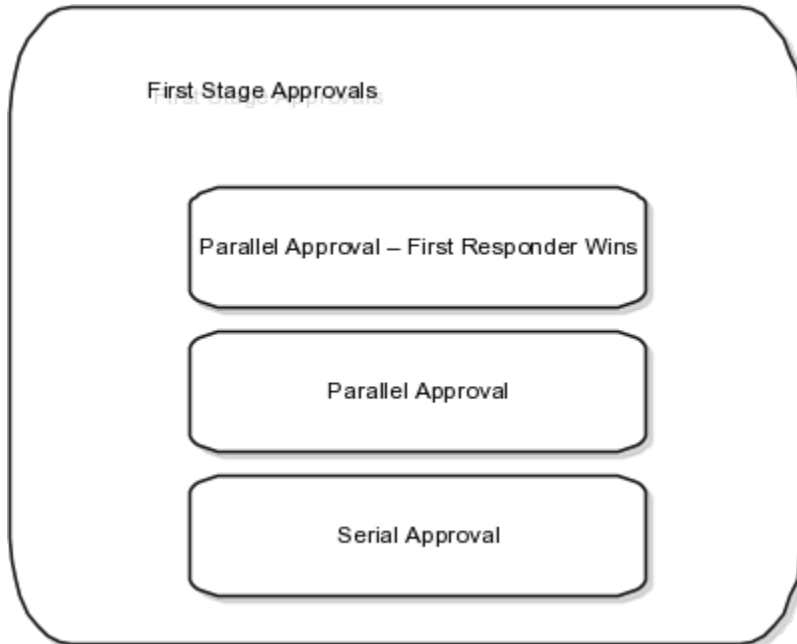 First Stage Approvals
Parallel Approval – First Responder Wins
Parallel Approval
Serial Approval